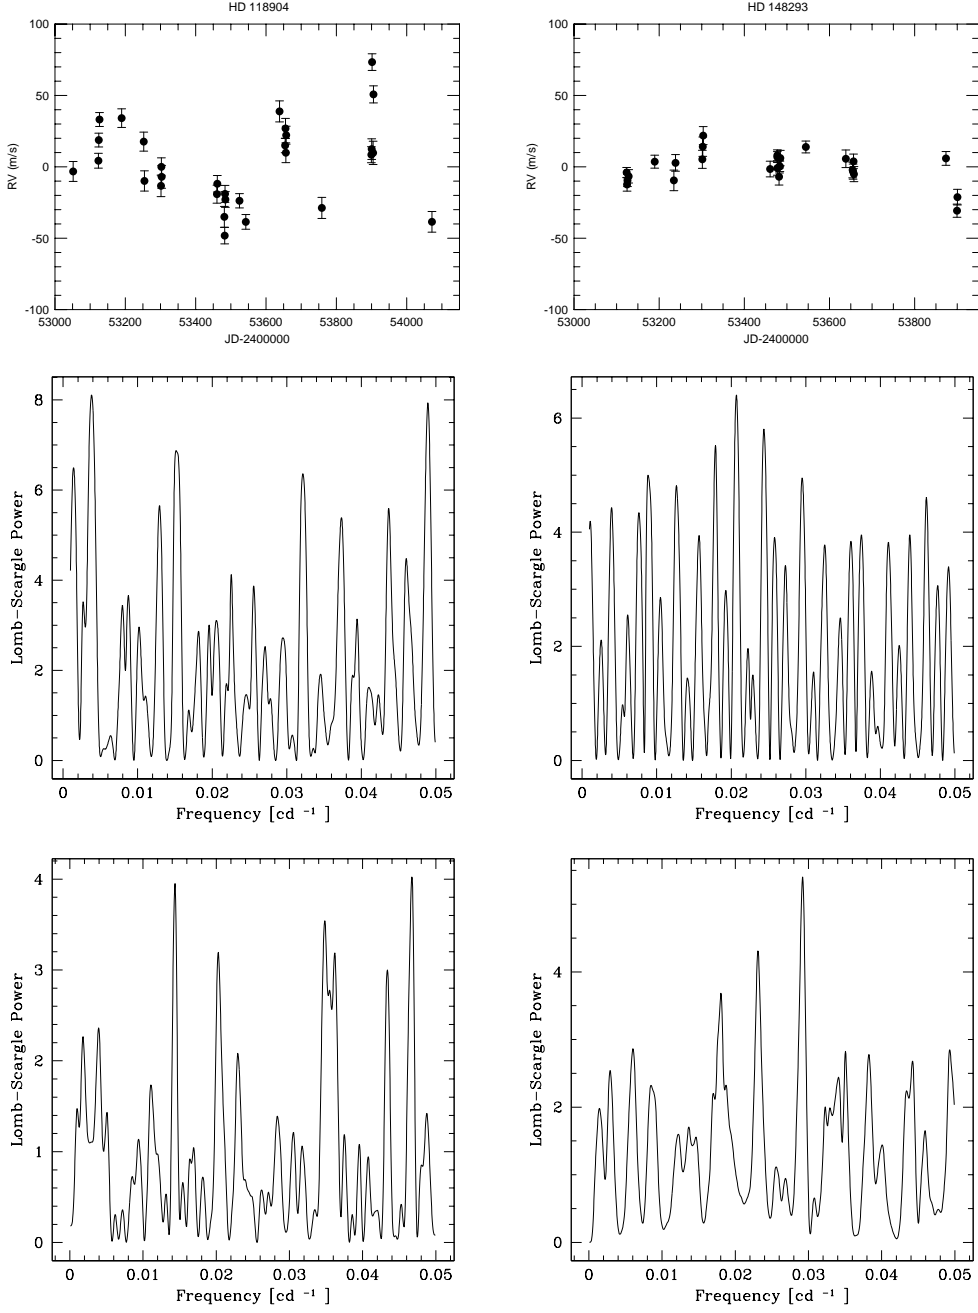 HD 118904
100
50
0
-50
-100
RV (m/s)
53000 53200 53400 53600 53800 54000
JD-2400000
HD 148293
100
50
0
-50
-100
RV (m/s)
53000 53200 53400 53600 53800
JD-2400000
8
6
4
2
0
Lomb-Scargle Power
0 0.01 0.02 0.03 0.04 0.05
Frequency [cd -1 ]
6
4
2
0
Lomb-Scargle Power
0 0.01 0.02 0.03 0.04 0.05
Frequency [cd -1 ]
4
3
2
1
0
Lomb-Scargle Power
0 0.01 0.02 0.03 0.04 0.05
Frequency [cd -1 ]
4
2
0
Lomb-Scargle Power
0 0.01 0.02 0.03 0.04 0.05
Frequency [cd -1 ]